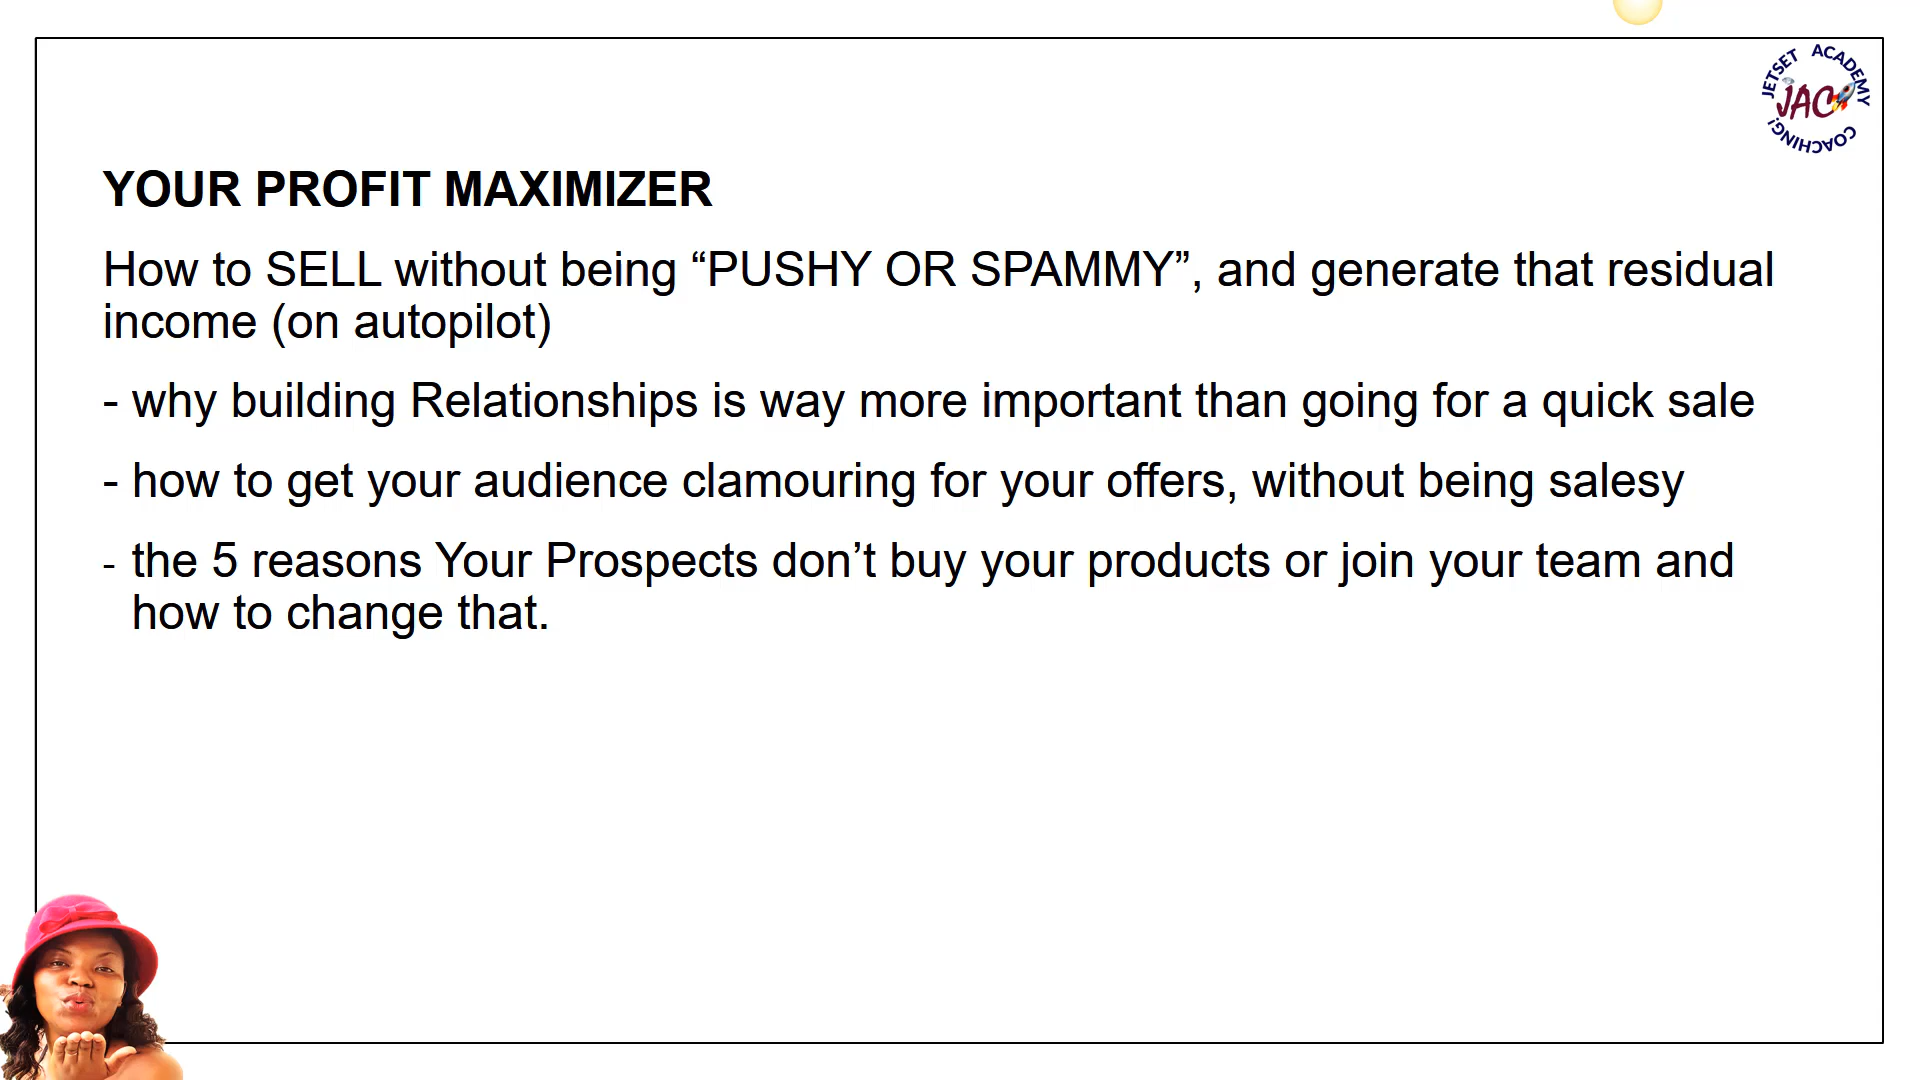 JETSET ACADEMY
JAC
COACHING!
YOUR PROFIT MAXIMIZER
How to SELL without being “PUSHY OR SPAMMY”, and generate that residual
income (on autopilot)
- why building Relationships is way more important than going for a quick sale
- how to get your audience clamouring for your offers, without being salesy
- the 5 reasons Your Prospects don’t buy your products or join your team and
how to change that.